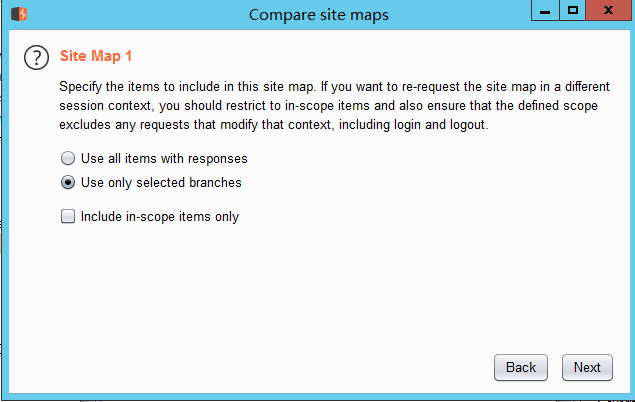 Compare site maps
Site Map 1
Specify the items to include in this site map. If you want to re-request the site map in a different
session context, you should restrict to in-scope items and also ensure that the defined scope
excludes any requests that modify that context, including login and logout.
Use all items with responses
Use only selected branches
Include in-scope items only
Back Next